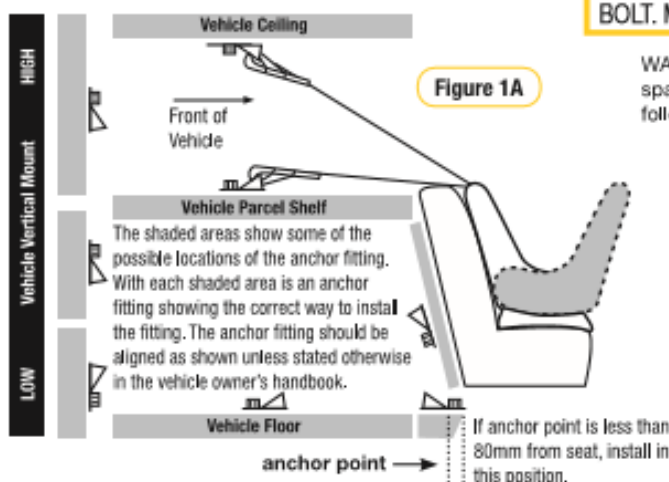 BOLT. M
WA
spa
foll
Vehicle Ceiling
HIGH
Vehicle Vertical Mount
LOW
Figure 1A
Front of
Vehicle
Vehicle Parcel Shelf
The shaded areas show some of the
possible locations of the anchor fitting.
With each shaded area is an anchor
fitting showing the correct way to install
the fitting. The anchor fitting should be
aligned as shown unless stated otherwise
in the vehicle owner's handbook.
Vehicle Floor
anchor point
If anchor point is less than
80mm from seat, install in
this position.